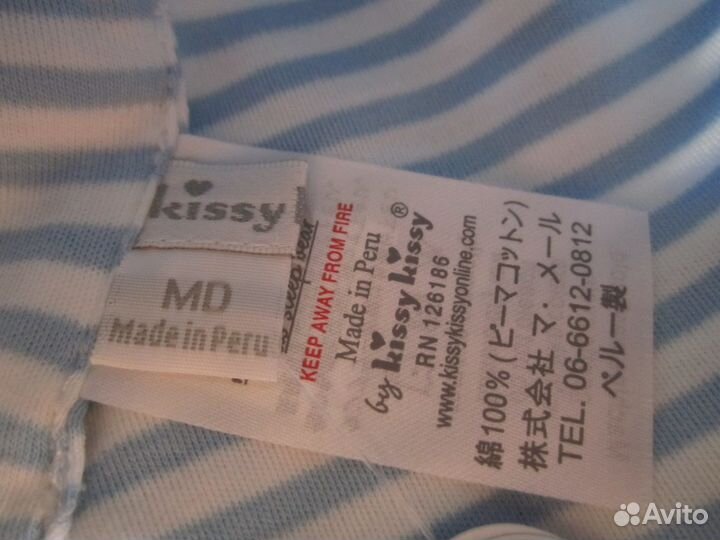 kissy
MD
Made in Peru
KEEP AWAY FROM FIRE
Made in Peru
by kissy kissy®
RN 126186
www.kissykissyonline.com
綿100%(ピーマコットン)
株式会社 マ・メール
TEL. 06-6612-0812
ペルー製
Avito